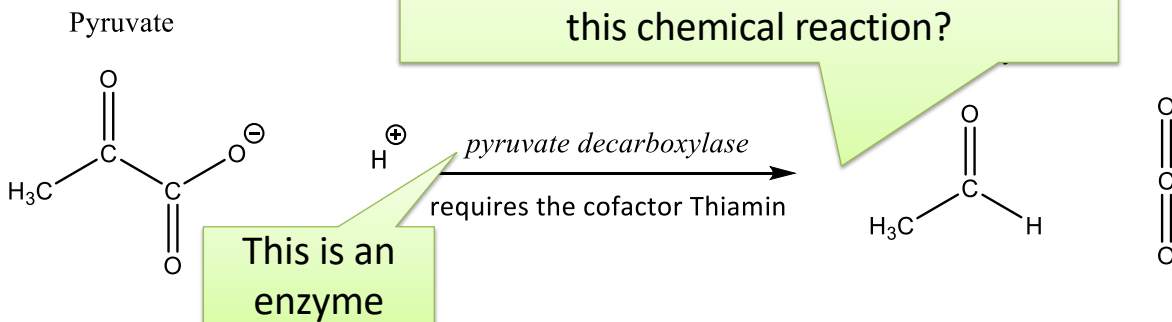 Pyruvate
this chemical reaction?
O
C
O
⊖
H₃C
C
O
H
⊕
pyruvate decarboxylase
requires the cofactor Thiamin
This is an
enzyme
O
C
H₃C
H
O
C
O